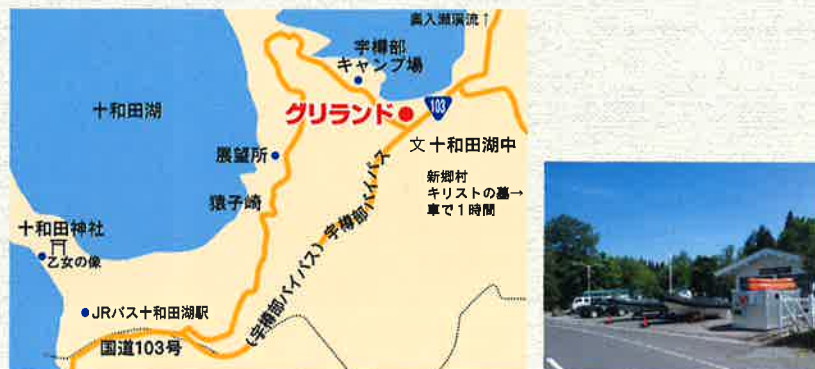 奥入瀬渓流↑
宇樽部
キャンプ場
十和田湖
グリランド
103
文 十和田湖中
展望所
新郷村
キリストの墓→
車で1時間
猿子崎
(宇樽部バイパス) 宇樽部バイパス
十和田神社
乙女の像
JRバス十和田湖駅
国道103号